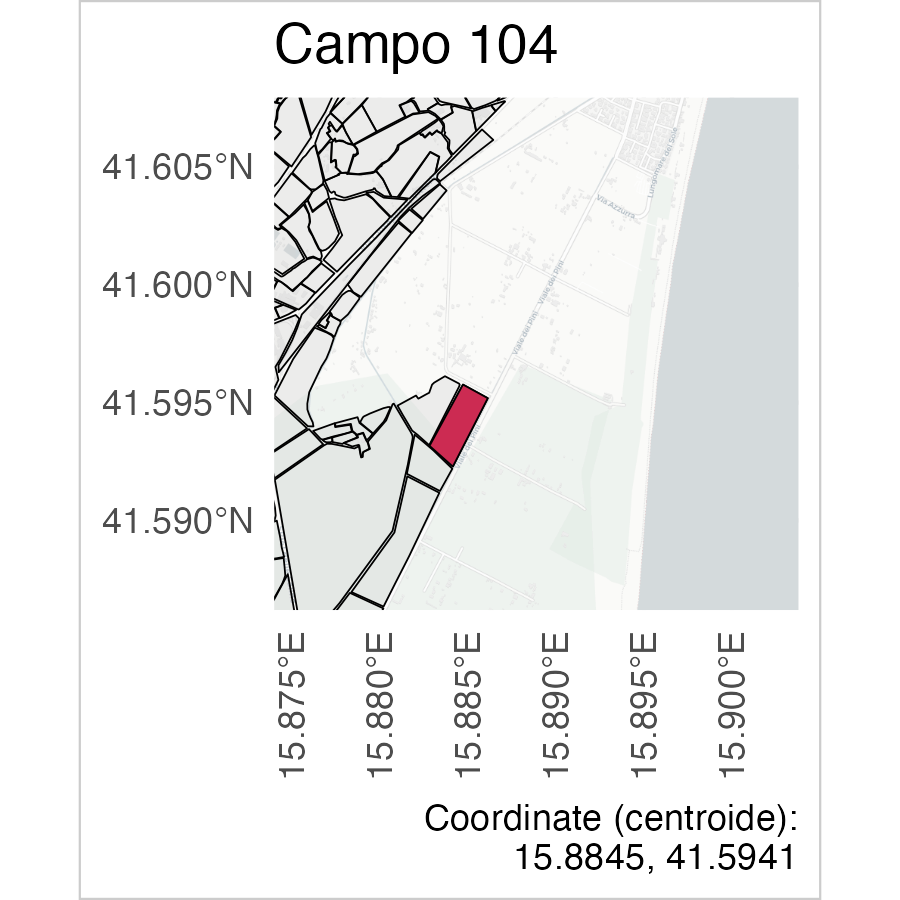 Campo 104
41.605°N
41.600°N
41.595°N
41.590°N
Lungomare del Sole
Via Azzurra
Viale dei Pini
Viale dei Pini
Viale dei Pini
15.875°E
15.880°E
15.885°E
15.890°E
15.895°E
15.900°E
Coordinate (centroide):
15.8845, 41.5941